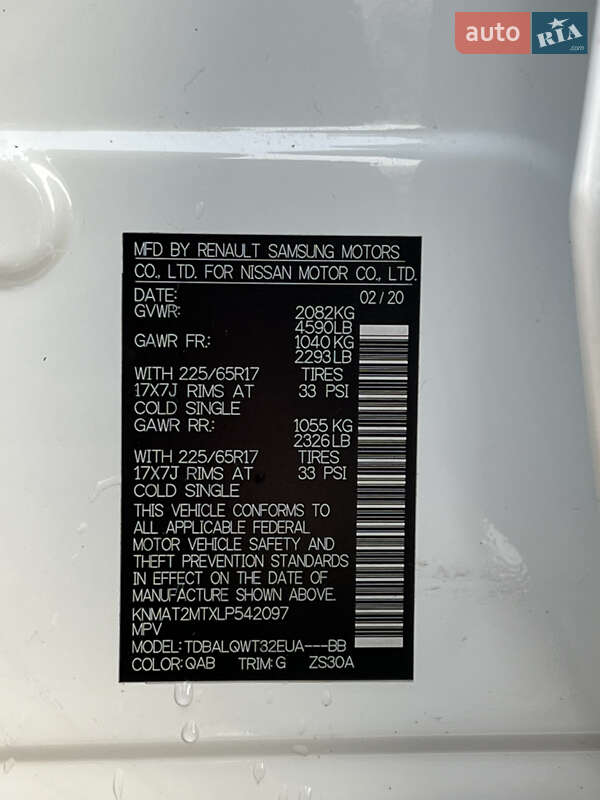 auto RIA.com
MFD BY RENAULT SAMSUNG MOTORS
CO., LTD. FOR NISSAN MOTOR CO., LTD.
DATE: 02/20
GVWR: 2082KG
4590LB
GAWR FR: 1040 KG
2293LB
WITH 225/65R17 TIRES
17X7J RIMS AT 33 PSI
COLD SINGLE
GAWR RR: 1055 KG
2326LB
WITH 225/65R17 TIRES
17X7J RIMS AT 33 PSI
COLD SINGLE
THIS VEHICLE CONFORMS TO
ALL APPLICABLE FEDERAL
MOTOR VEHICLE SAFETY AND
THEFT PREVENTION STANDARDS
IN EFFECT ON THE DATE OF
MANUFACTURE SHOWN ABOVE.
KNMAT2MTXLP542097
MPV
MODEL: TDBALQWT32EUA---BB
COLOR: QAB TRIM: G ZS30A